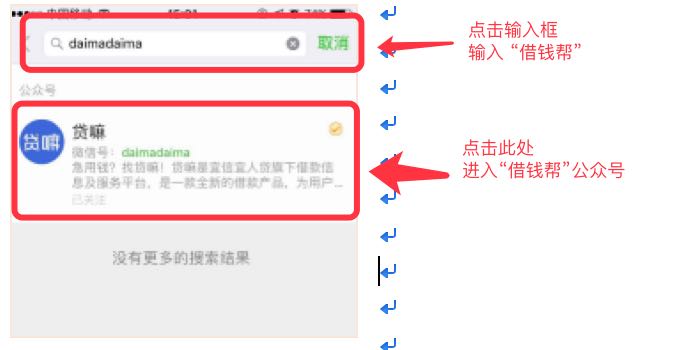 daimadaima
取消
点击输入框
输入 “借钱帮”
公众号
贷嘛
贷嘛
微信号：daimadaima
急用钱？找贷嘛！贷嘛是宜信宜人贷旗下借款信
息及服务平台，是一款全新的借款产品，为用户...
已关注
点击此处
进入“借钱帮”公众号
没有更多的搜索结果